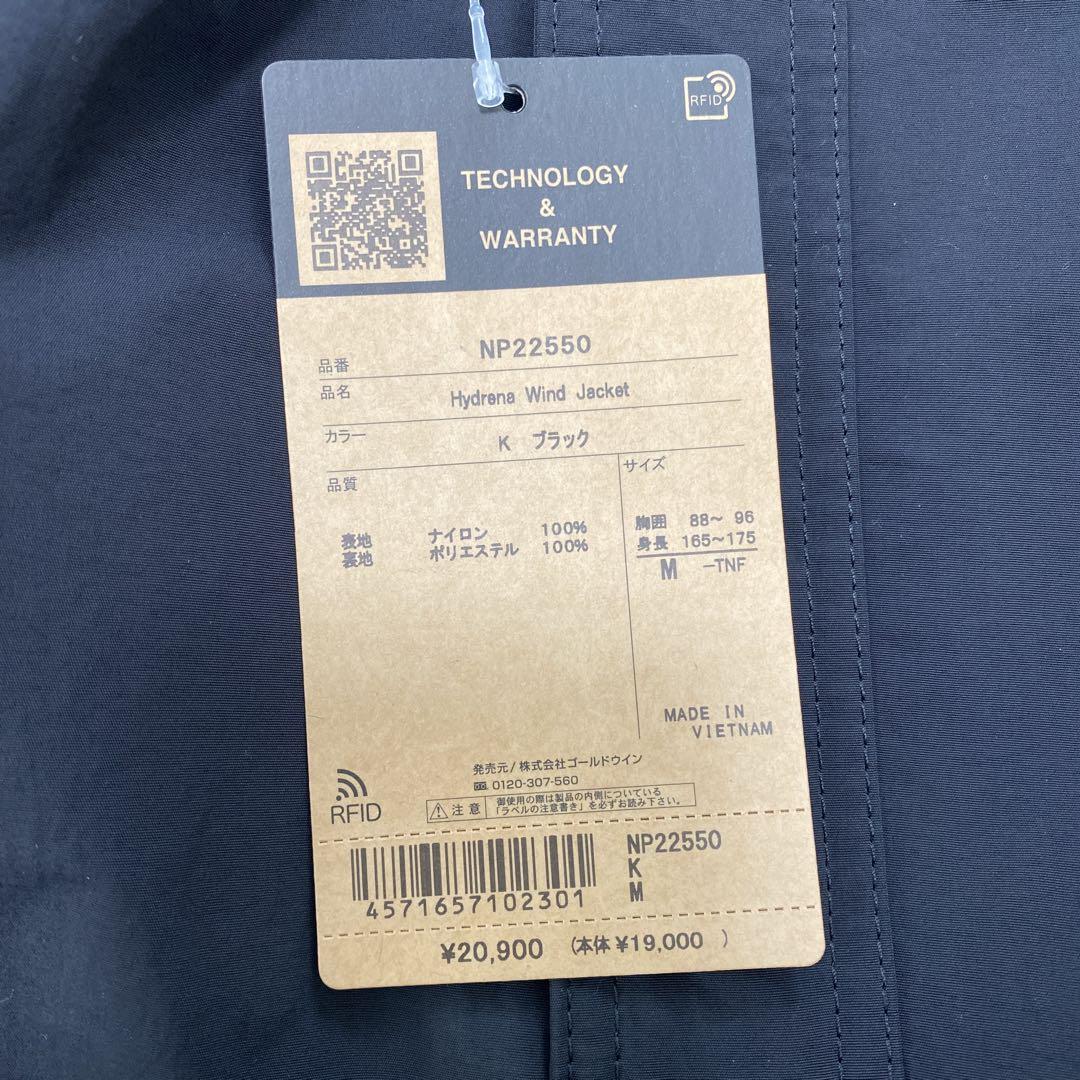 RFID
TECHNOLOGY
&
WARRANTY
品番 NP22550
品名 Hydrena Wind Jacket
カラー K ブラック
品質
表地 ナイロン 100%
裏地 ポリエステル 100%
サイズ
胸囲 88～ 96
身長 165～175
M -TNF
MADE IN
VIETNAM
発売元/株式会社ゴールドウイン
0120-307-560
RFID
注意 御使用の際は製品の内側についている
「ラベルの注意書き」を必ずお読み下さい。
4571657102301
NP22550
K
M
¥20,900 (本体¥19,000 )